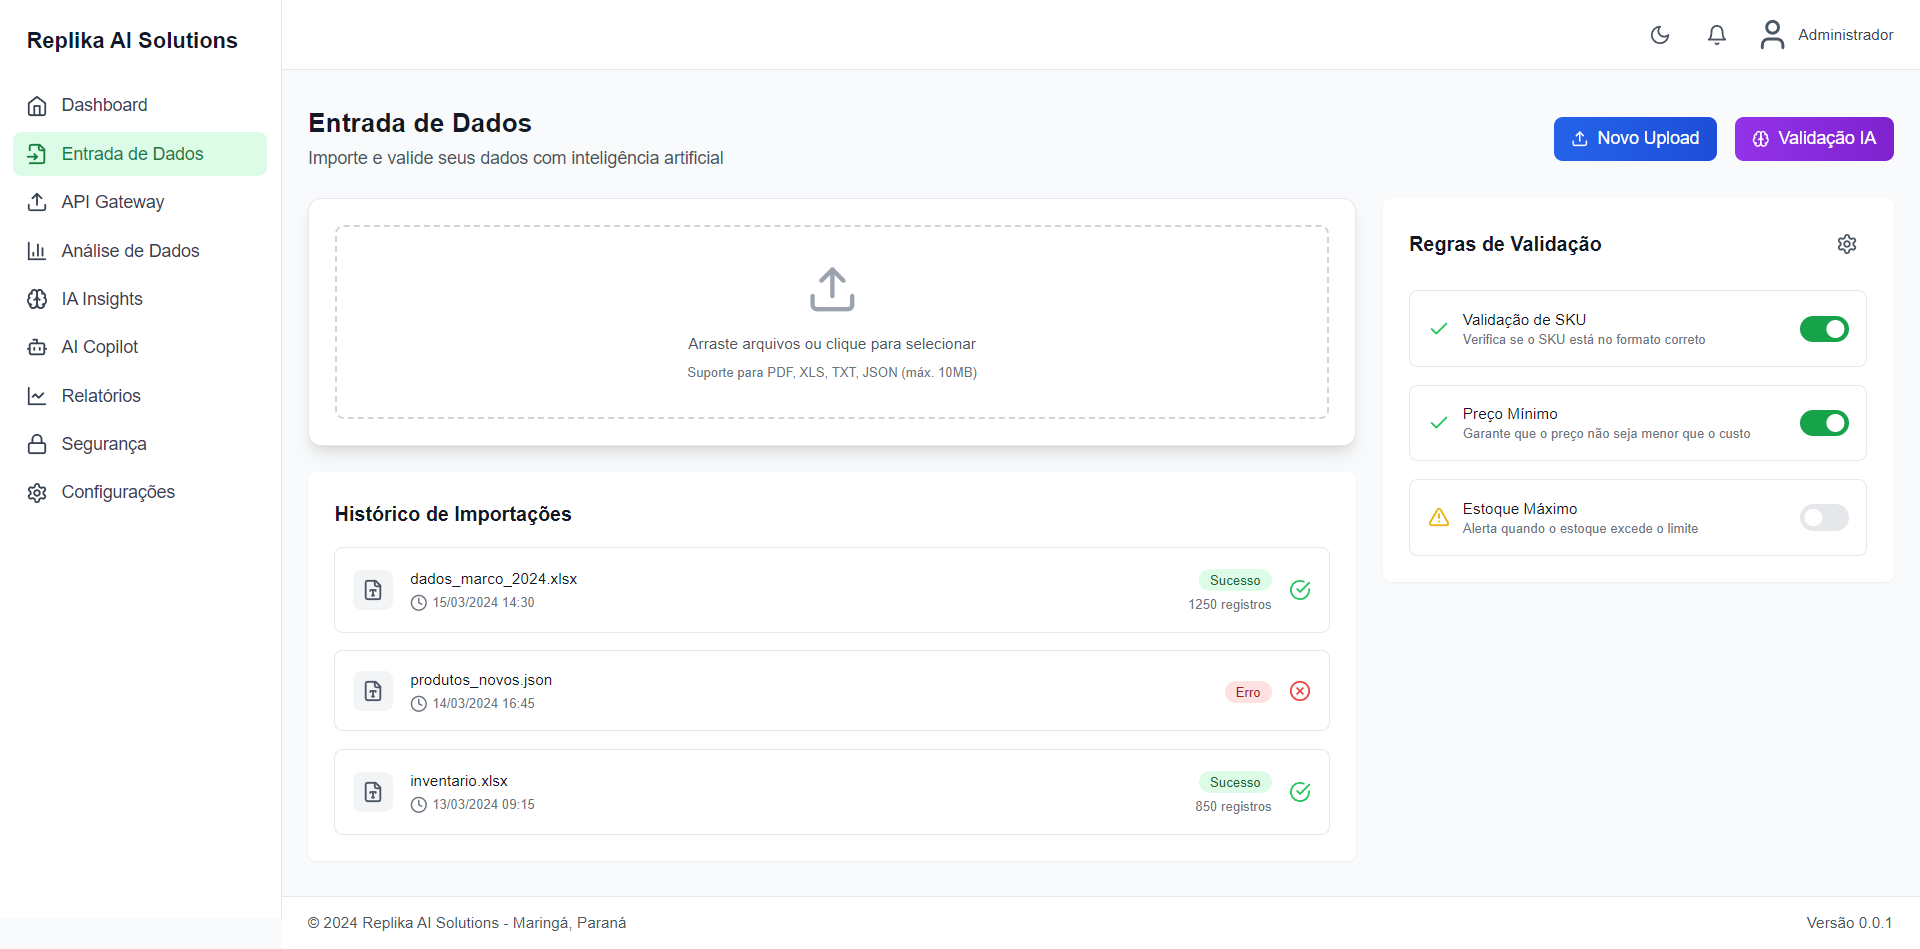 Replika AI Solutions
Administrador
Dashboard
Entrada de Dados
API Gateway
Análise de Dados
IA Insights
AI Copilot
Relatórios
Segurança
Configurações
Entrada de Dados
Importe e valide seus dados com inteligência artificial
Novo Upload
Validação IA
Arraste arquivos ou clique para selecionar
Suporte para PDF, XLS, TXT, JSON (máx. 10MB)
Histórico de Importações
dados_marco_2024.xlsx
15/03/2024 14:30
Sucesso
1250 registros
produtos_novos.json
14/03/2024 16:45
Erro
inventario.xlsx
13/03/2024 09:15
Sucesso
850 registros
Regras de Validação
Validação de SKU
Verifica se o SKU está no formato correto
Preço Mínimo
Garante que o preço não seja menor que o custo
Estoque Máximo
Alerta quando o estoque excede o limite
© 2024 Replika AI Solutions - Maringá, Paraná
Versão 0.0.1